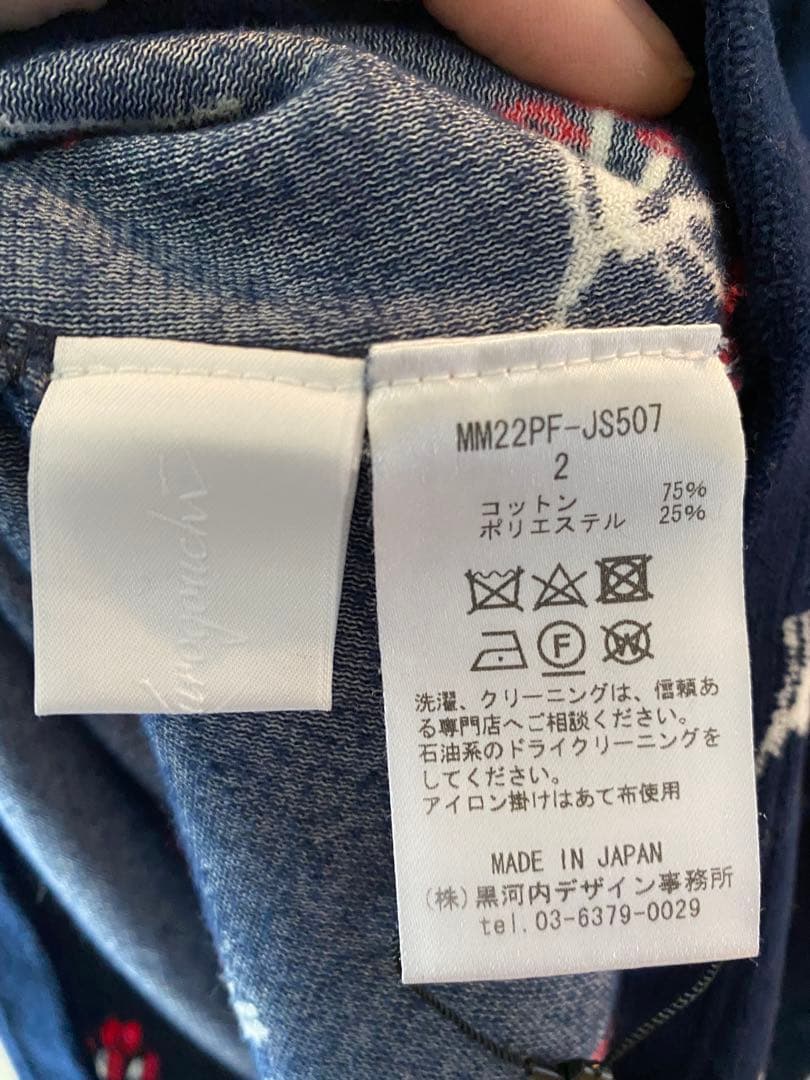 Kurogouchi
MM22PF-JS507
2
コットン 75%
ポリエステル 25%
F
W
洗濯、クリーニングは、信頼あ
る専門店へご相談ください。
石油系のドライクリーニングを
してください。
アイロン掛けはあて布使用
MADE IN JAPAN
(株)黒河内デザイン事務所
tel.03-6379-0029